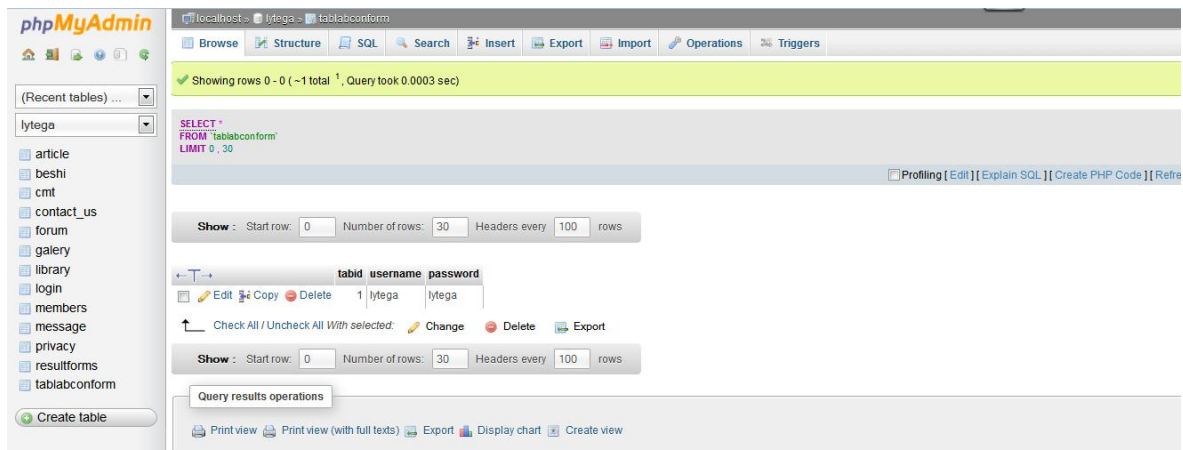 phpMyAdmin
localhost » lytega » tablabconform
Browse Structure SQL Search Insert Export Import Operations Triggers
(Recent tables) ...
lytega
article
beshi
cmt
contact_us
forum
galery
library
login
members
message
privacy
resultforms
tablabconform
Create table
Showing rows 0 - 0 ( ~1 total 1 , Query took 0.0003 sec)
SELECT *
FROM `tablabconform`
LIMIT 0 , 30
Profiling [ Edit ] [ Explain SQL ] [ Create PHP Code ] [ Refre
Show : Start row: 0 Number of rows: 30 Headers every 100 rows
←T→ tabid username password
Edit Copy Delete 1 lytega lytega
Check All / Uncheck All With selected: Change Delete Export
Show : Start row: 0 Number of rows: 30 Headers every 100 rows
Query results operations
Print view Print view (with full texts) Export Display chart Create view